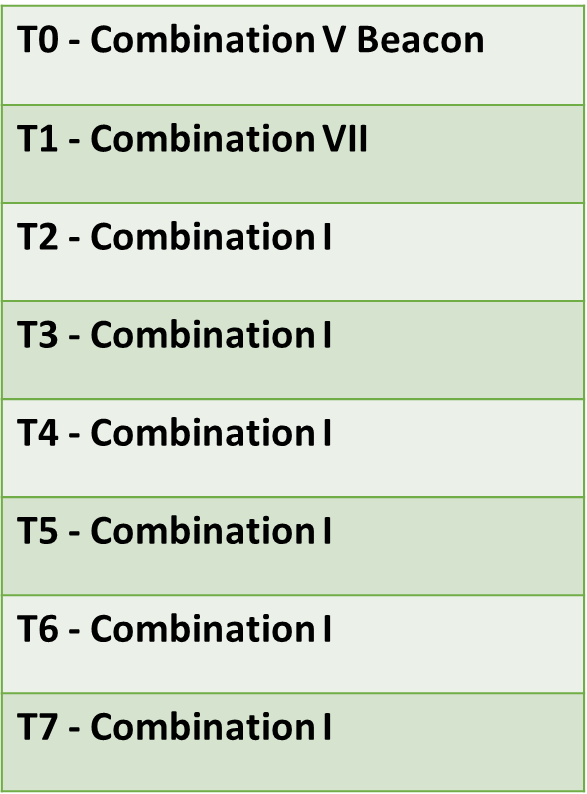 T0 - Combination V Beacon
T1 - Combination VII
T2 - Combination I
T3 - Combination I
T4 - Combination I
T5 - Combination I
T6 - Combination I
T7 - Combination I